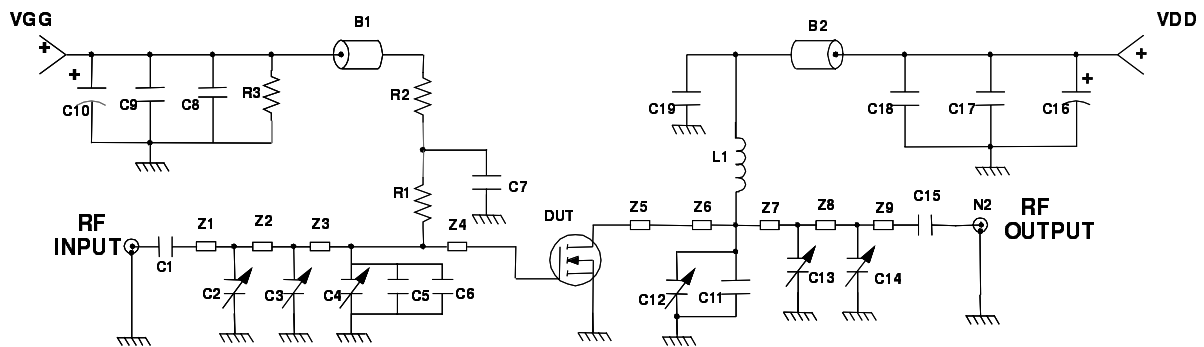 VGG
B1
B2
VDD
+
+
+
+
C10
C9
C8
R3
R2
C19
C18
C17
C16
L1
C7
R1
RF
INPUT
C1
Z1
Z2
Z3
Z4
DUT
Z5
Z6
Z7
Z8
Z9
C15
N2
RF
OUTPUT
C2
C3
C4
C5
C6
C12
C11
C13
C14